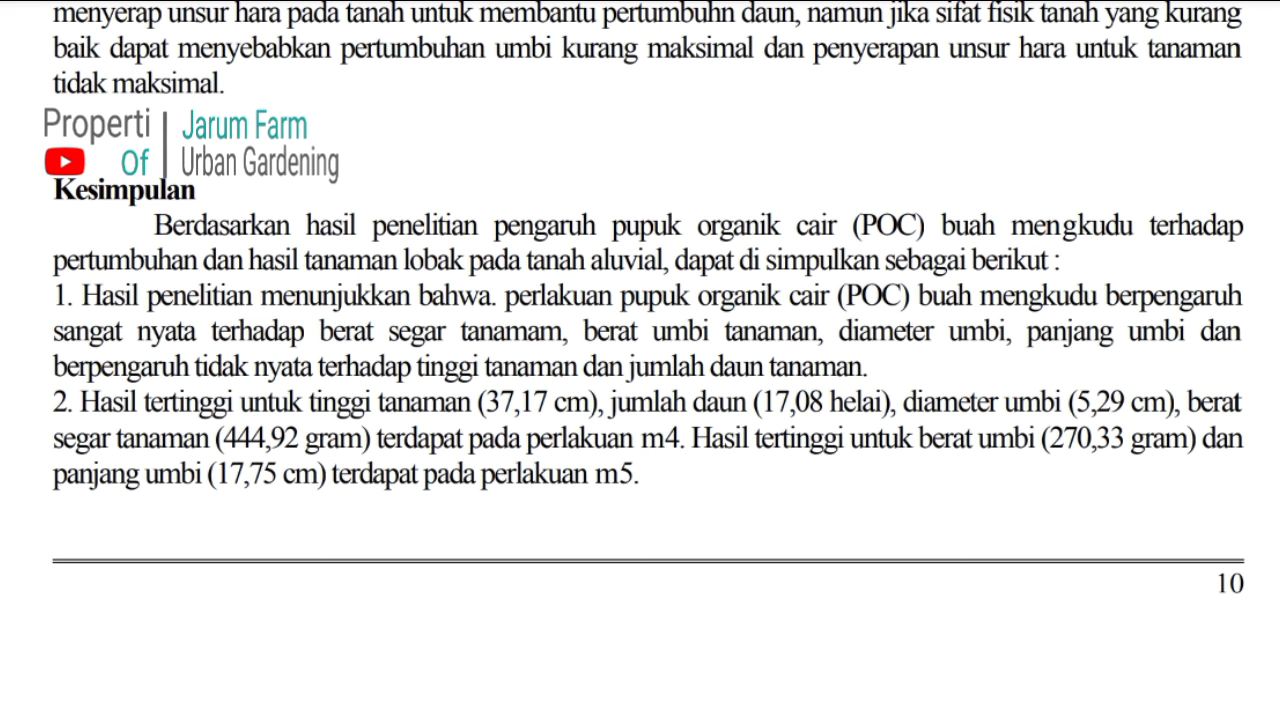 menyerap unsur hara pada tanah untuk membantu pertumbuhn daun, namun jika sifat fisik tanah yang kurang
baik dapat menyebabkan pertumbuhan umbi kurang maksimal dan penyerapan unsur hara untuk tanaman
tidak maksimal.
Properti | Jarum Farm
Of | Urban Gardening
Kesimpulan
Berdasarkan hasil penelitian pengaruh pupuk organik cair (POC) buah mengkudu terhadap
pertumbuhan dan hasil tanaman lobak pada tanah aluvial, dapat di simpulkan sebagai berikut :
1. Hasil penelitian menunjukkan bahwa. perlakuan pupuk organik cair (POC) buah mengkudu berpengaruh
sangat nyata terhadap berat segar tanamam, berat umbi tanaman, diameter umbi, panjang umbi dan
berpengaruh tidak nyata terhadap tinggi tanaman dan jumlah daun tanaman.
2. Hasil tertinggi untuk tinggi tanaman (37,17 cm), jumlah daun (17,08 helai), diameter umbi (5,29 cm), berat
segar tanaman (444,92 gram) terdapat pada perlakuan m4. Hasil tertinggi untuk berat umbi (270,33 gram) dan
panjang umbi (17,75 cm) terdapat pada perlakuan m5.
10